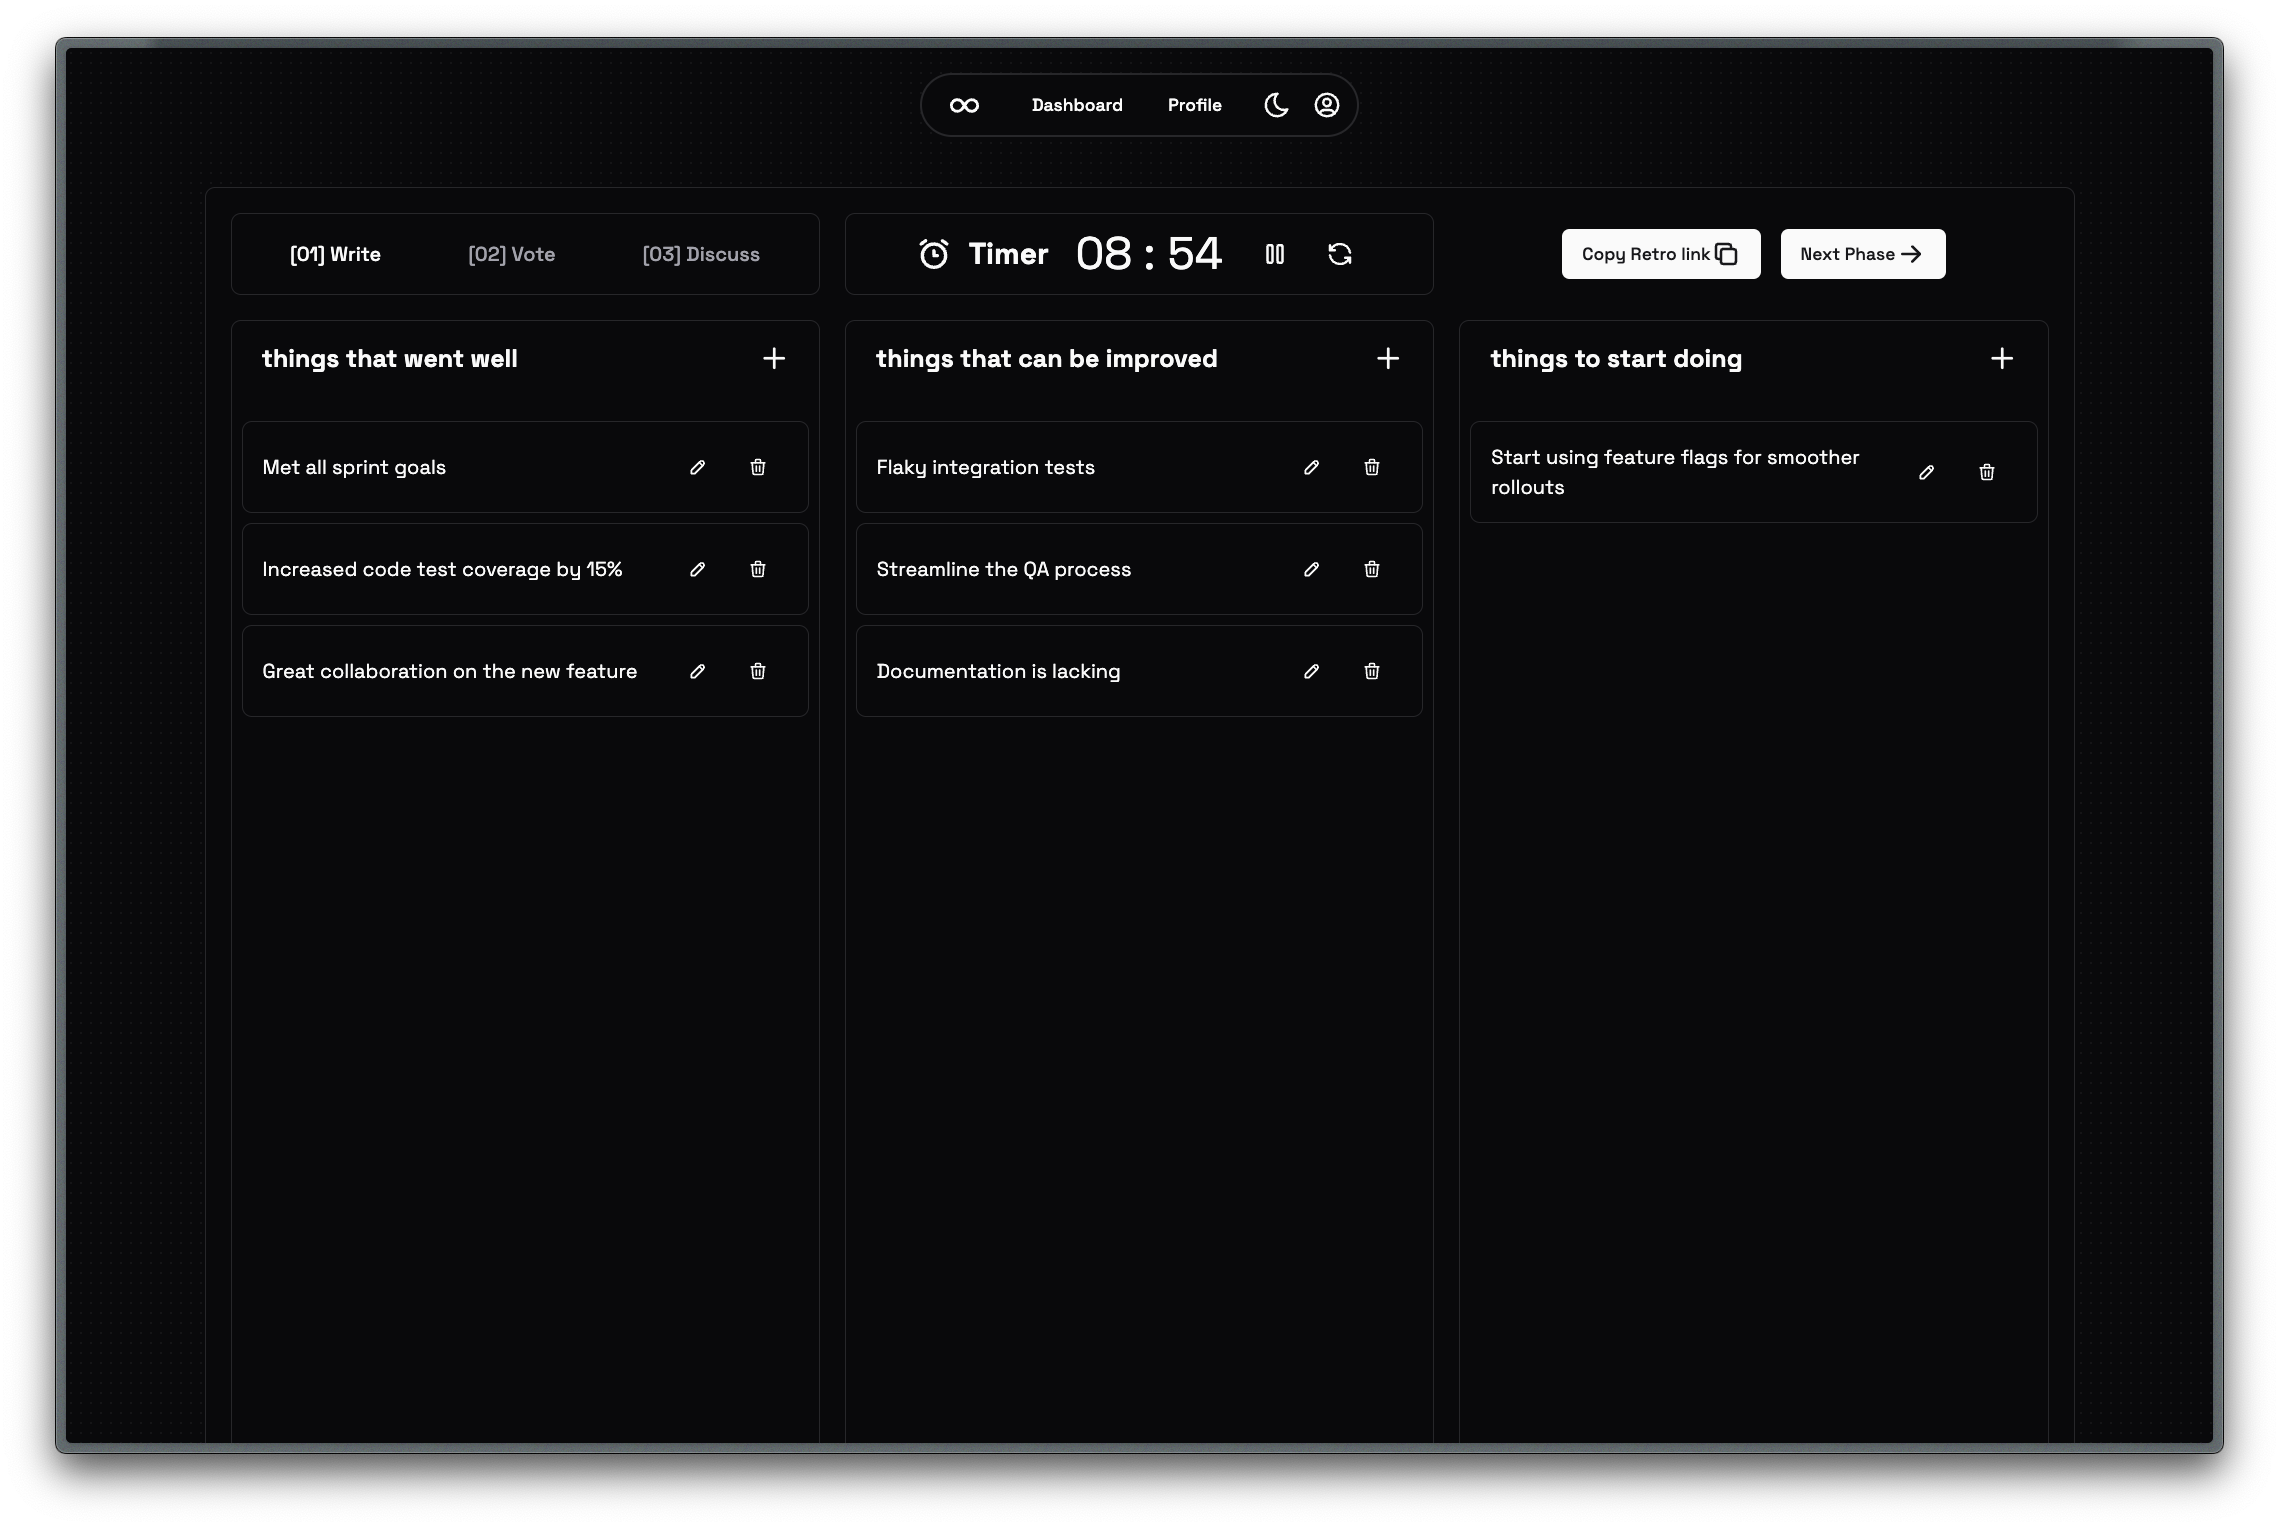 Dashboard
Profile
[01] Write
[02] Vote
[03] Discuss
Timer
08 : 54
Copy Retro link
Next Phase
things that went well
Met all sprint goals
Increased code test coverage by 15%
Great collaboration on the new feature
things that can be improved
Flaky integration tests
Streamline the QA process
Documentation is lacking
things to start doing
Start using feature flags for smoother
rollouts